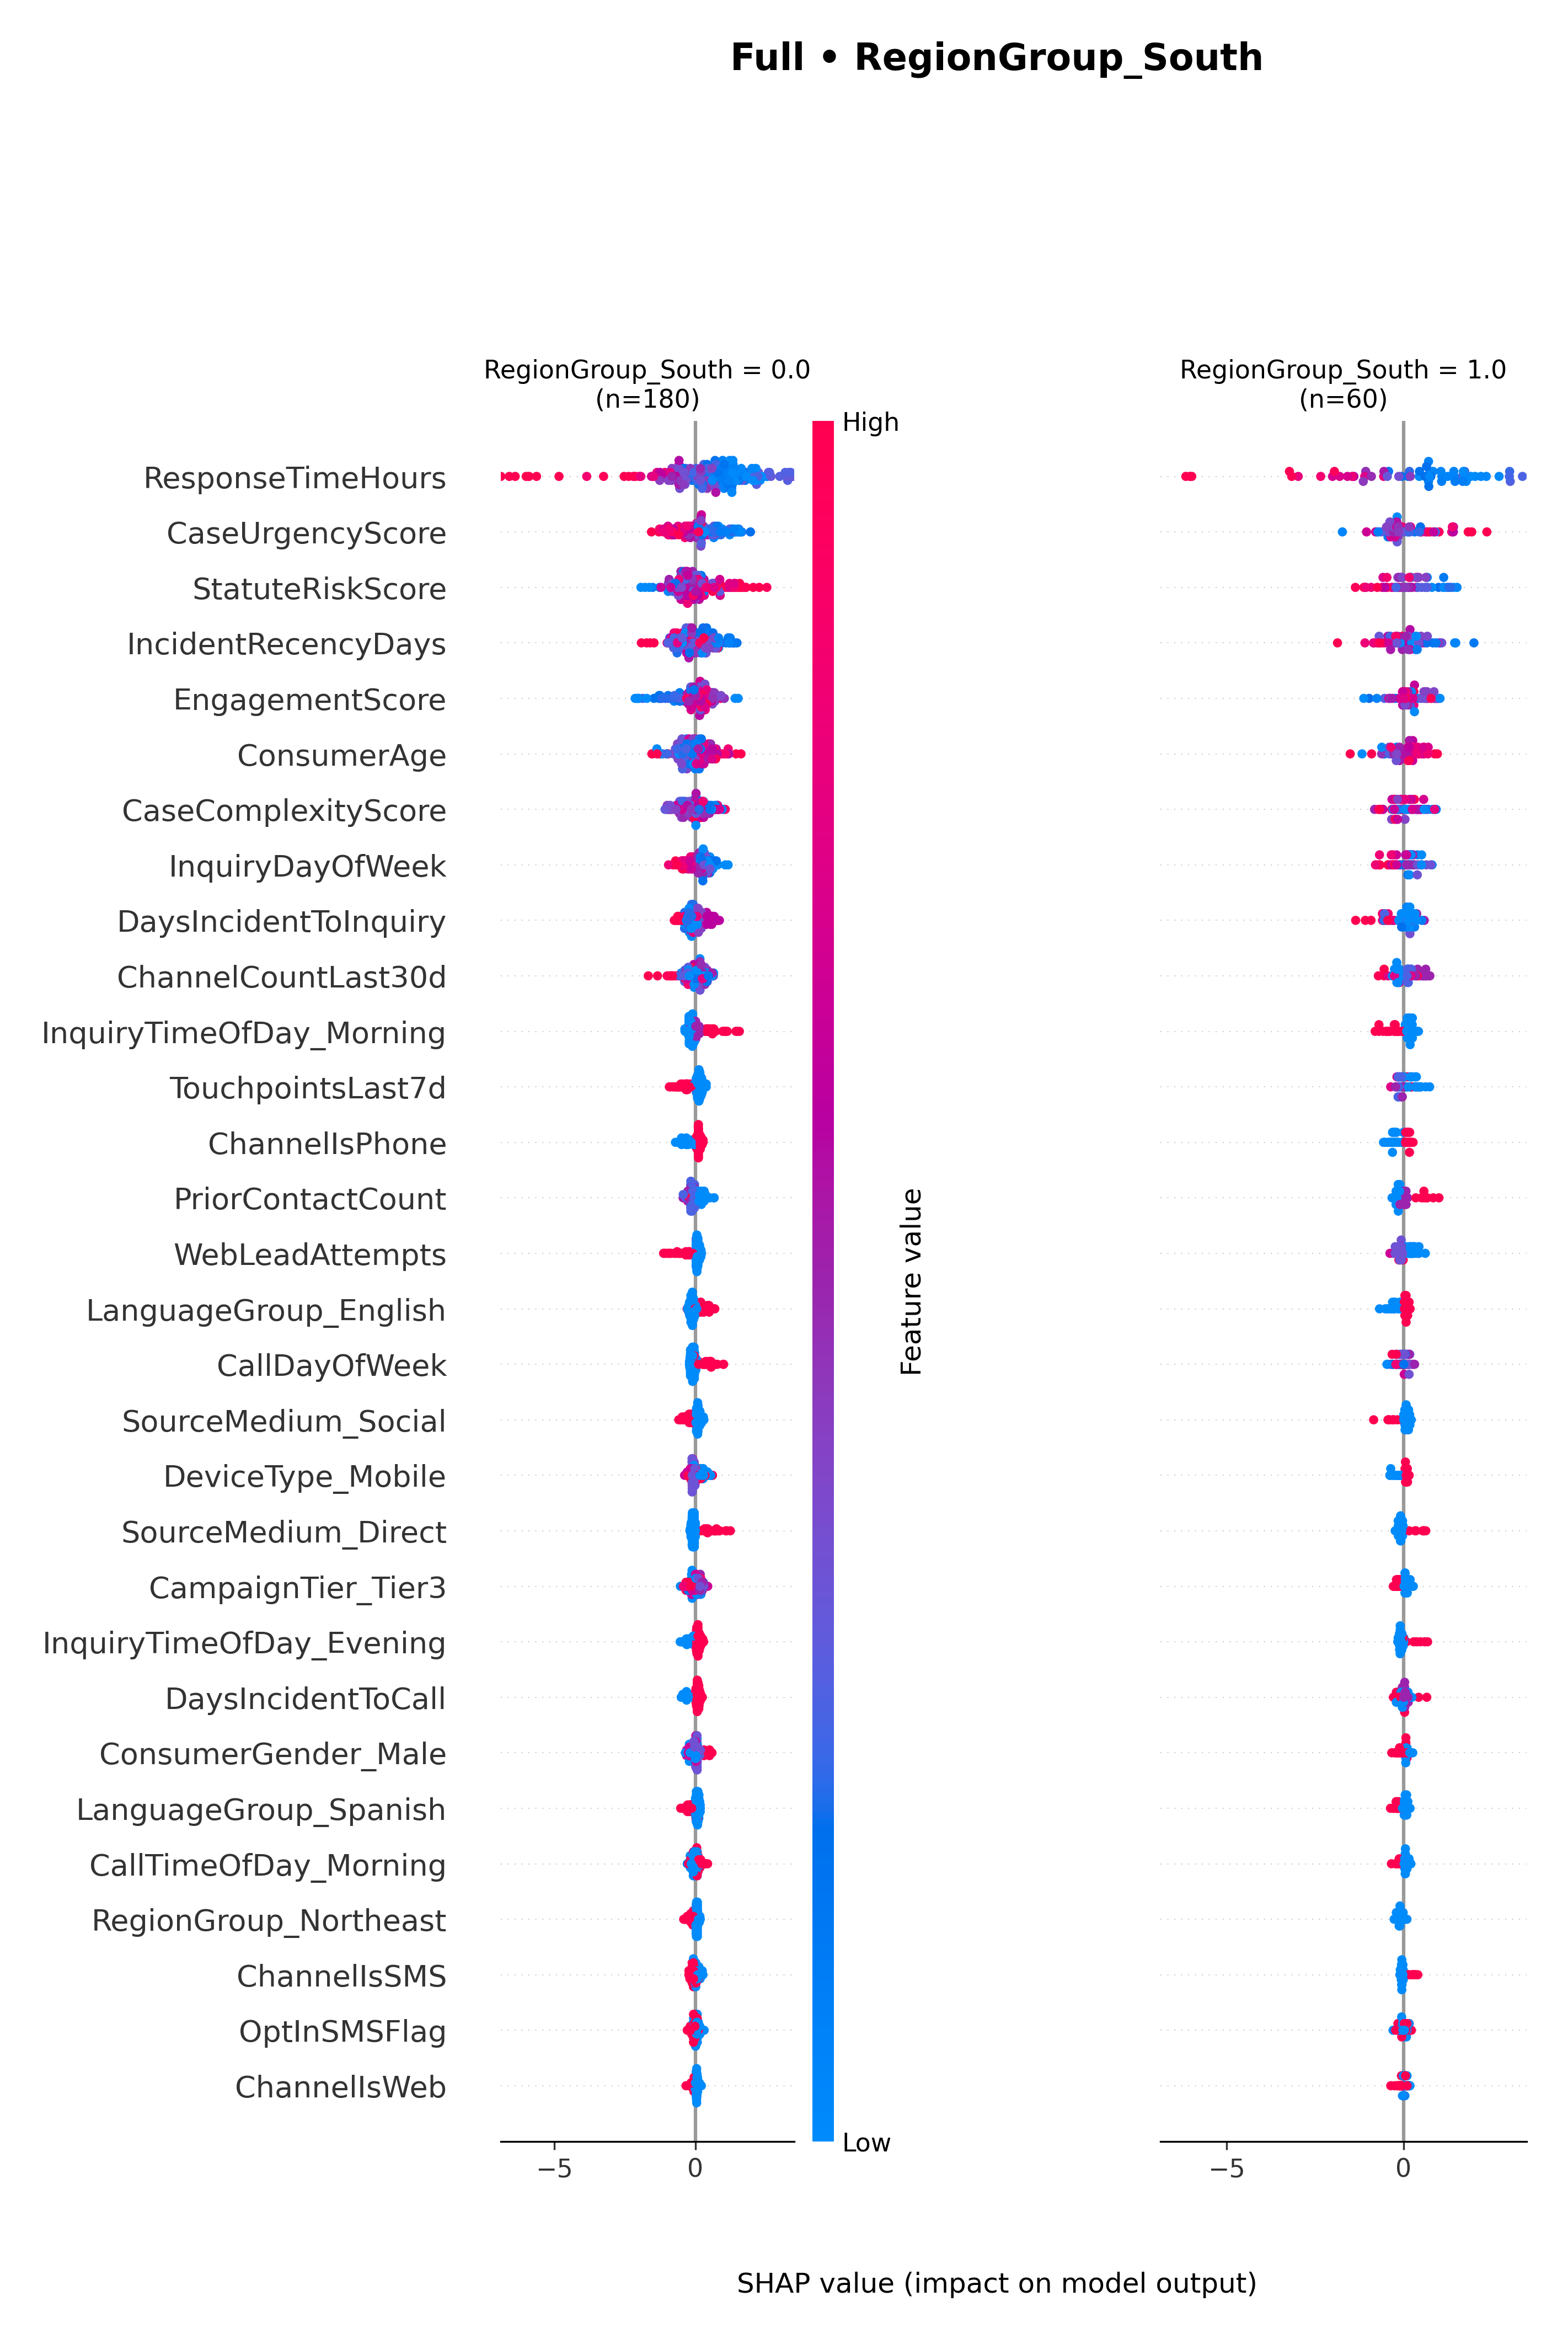 Full • RegionGroup_South
RegionGroup_South = 0.0
(n=180)
RegionGroup_South = 1.0
(n=60)
High
ResponseTimeHours
CaseUrgencyScore
StatuteRiskScore
IncidentRecencyDays
EngagementScore
ConsumerAge
CaseComplexityScore
InquiryDayOfWeek
DaysIncidentToInquiry
ChannelCountLast30d
InquiryTimeOfDay_Morning
TouchpointsLast7d
ChannelIsPhone
PriorContactCount
WebLeadAttempts
LanguageGroup_English
CallDayOfWeek
SourceMedium_Social
DeviceType_Mobile
SourceMedium_Direct
CampaignTier_Tier3
InquiryTimeOfDay_Evening
DaysIncidentToCall
ConsumerGender_Male
LanguageGroup_Spanish
CallTimeOfDay_Morning
RegionGroup_Northeast
ChannelIsSMS
OptInSMSFlag
ChannelIsWeb
Feature value
Low
−5 0
−5 0
SHAP value (impact on model output)